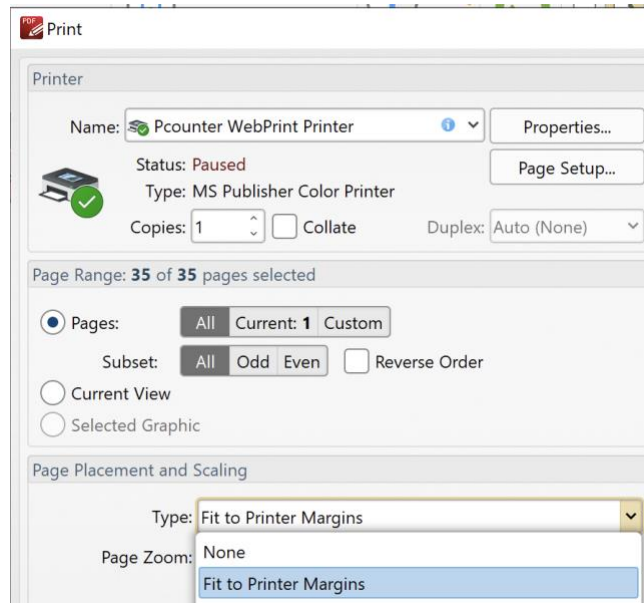 PDF Print
Printer
Name: Pcounter WebPrint Printer Properties...
Status: Paused Page Setup...
Type: MS Publisher Color Printer
Copies: 1 Collate Duplex: Auto (None)
Page Range: 35 of 35 pages selected
Pages: All Current: 1 Custom
Subset: All Odd Even Reverse Order
Current View
Selected Graphic
Page Placement and Scaling
Type: Fit to Printer Margins
Page Zoom: None
Fit to Printer Margins